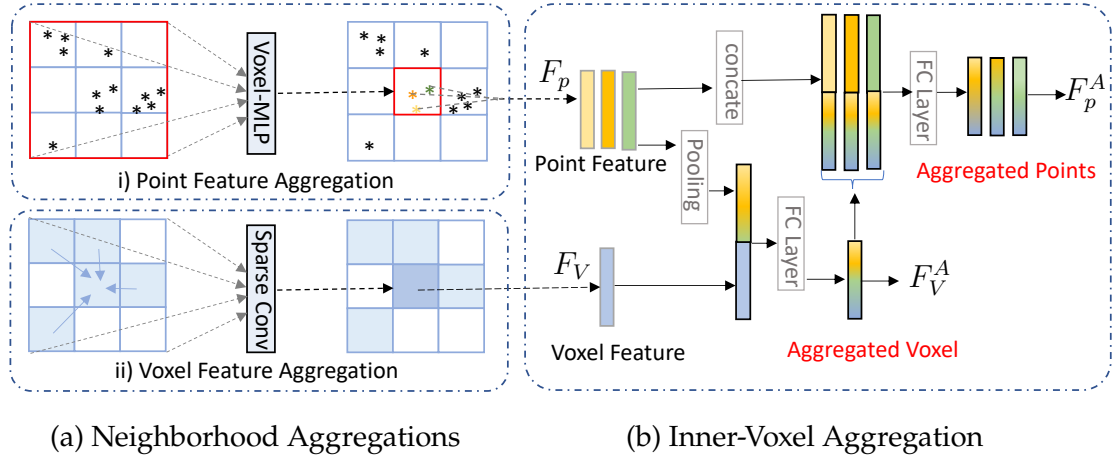 Voxel-MLP
i) Point Feature Aggregation
Sparse Conv
ii) Voxel Feature Aggregation
(a) Neighborhood Aggregations
F_p
Point Feature
concate
Pooling
FC Layer
F_p^A
Aggregated Points
F_V
Voxel Feature
FC Layer
F_V^A
Aggregated Voxel
(b) Inner-Voxel Aggregation